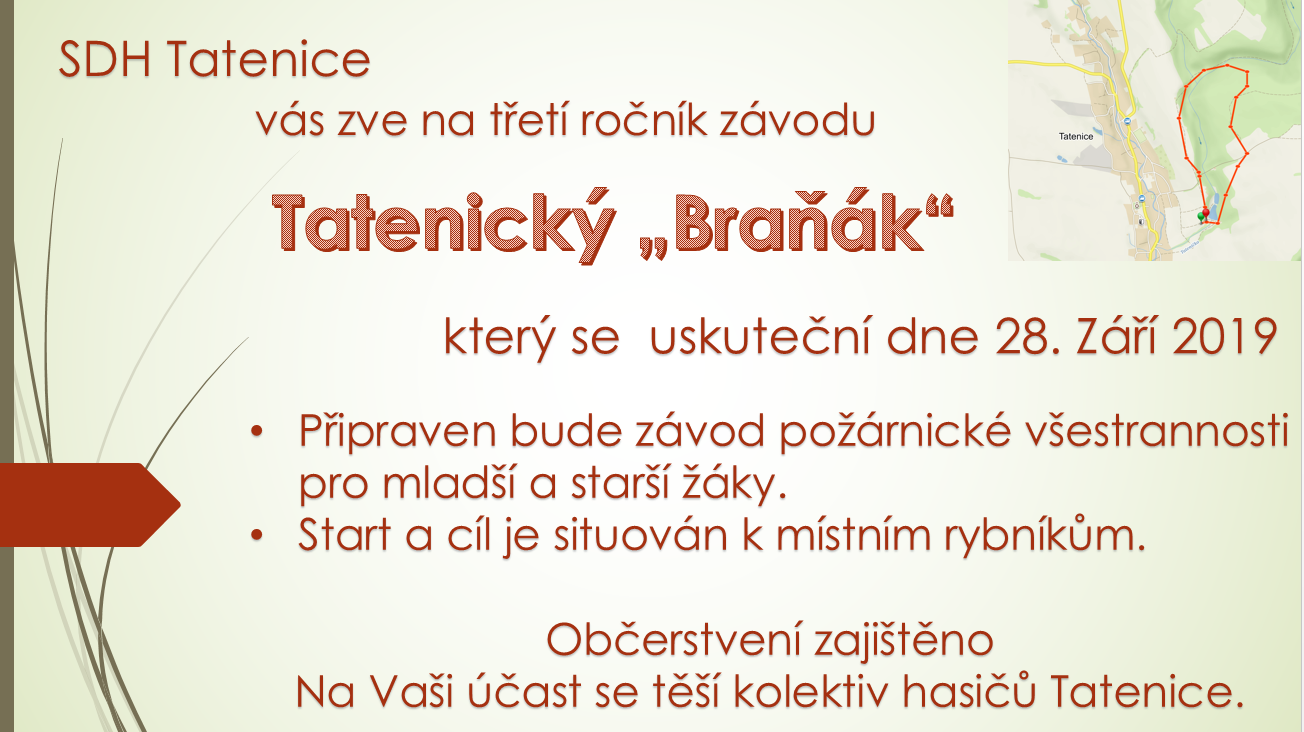 SDH Tatenice
vás zve na třetí ročník závodu
Tatenice
Tatenický „Braňák“
který se  uskuteční dne 28. Září 2019
• Připraven bude závod požárnické všestrannosti
pro mladší a starší žáky.
• Start a cíl je situován k místním rybníkům.
Občerstvení zajištěno
Na Vaši účast se těší kolektiv hasičů Tatenice.